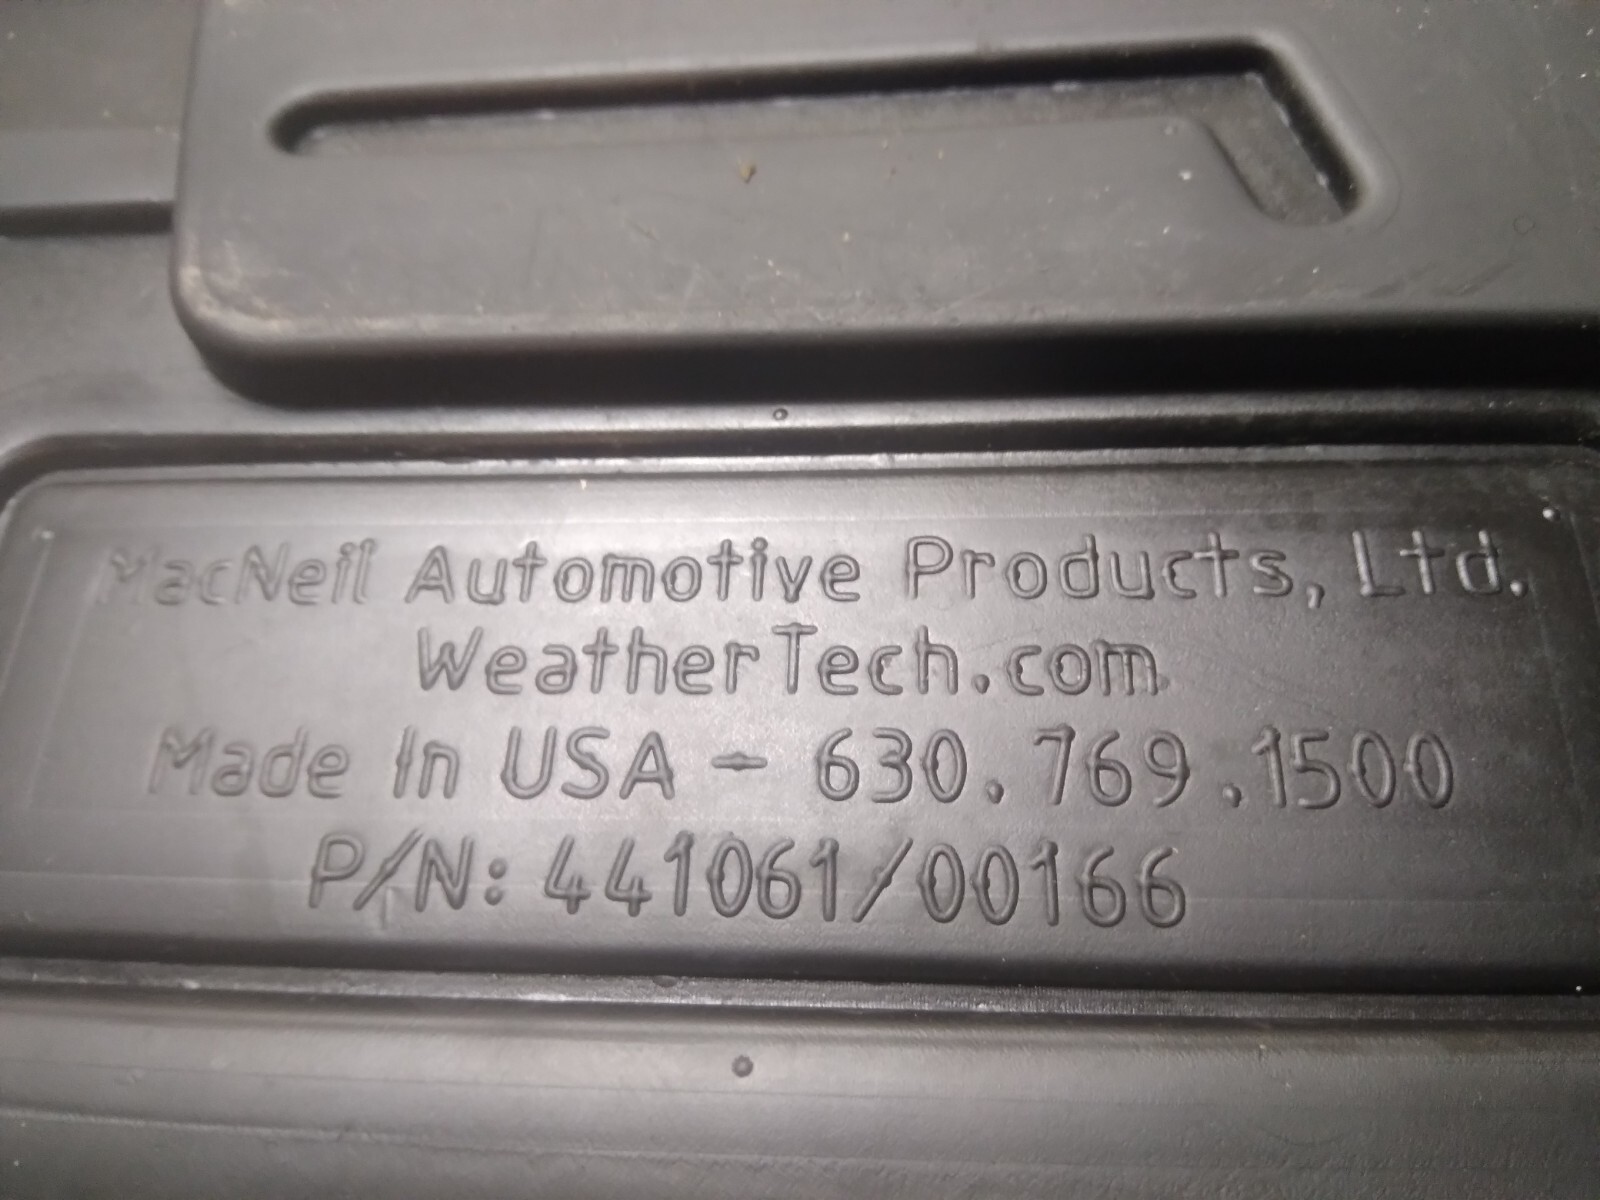 MacNeil Automotive Products, Ltd.
WeatherTech.com
Made In USA - 630.769.1500
P/N: 441061/00166